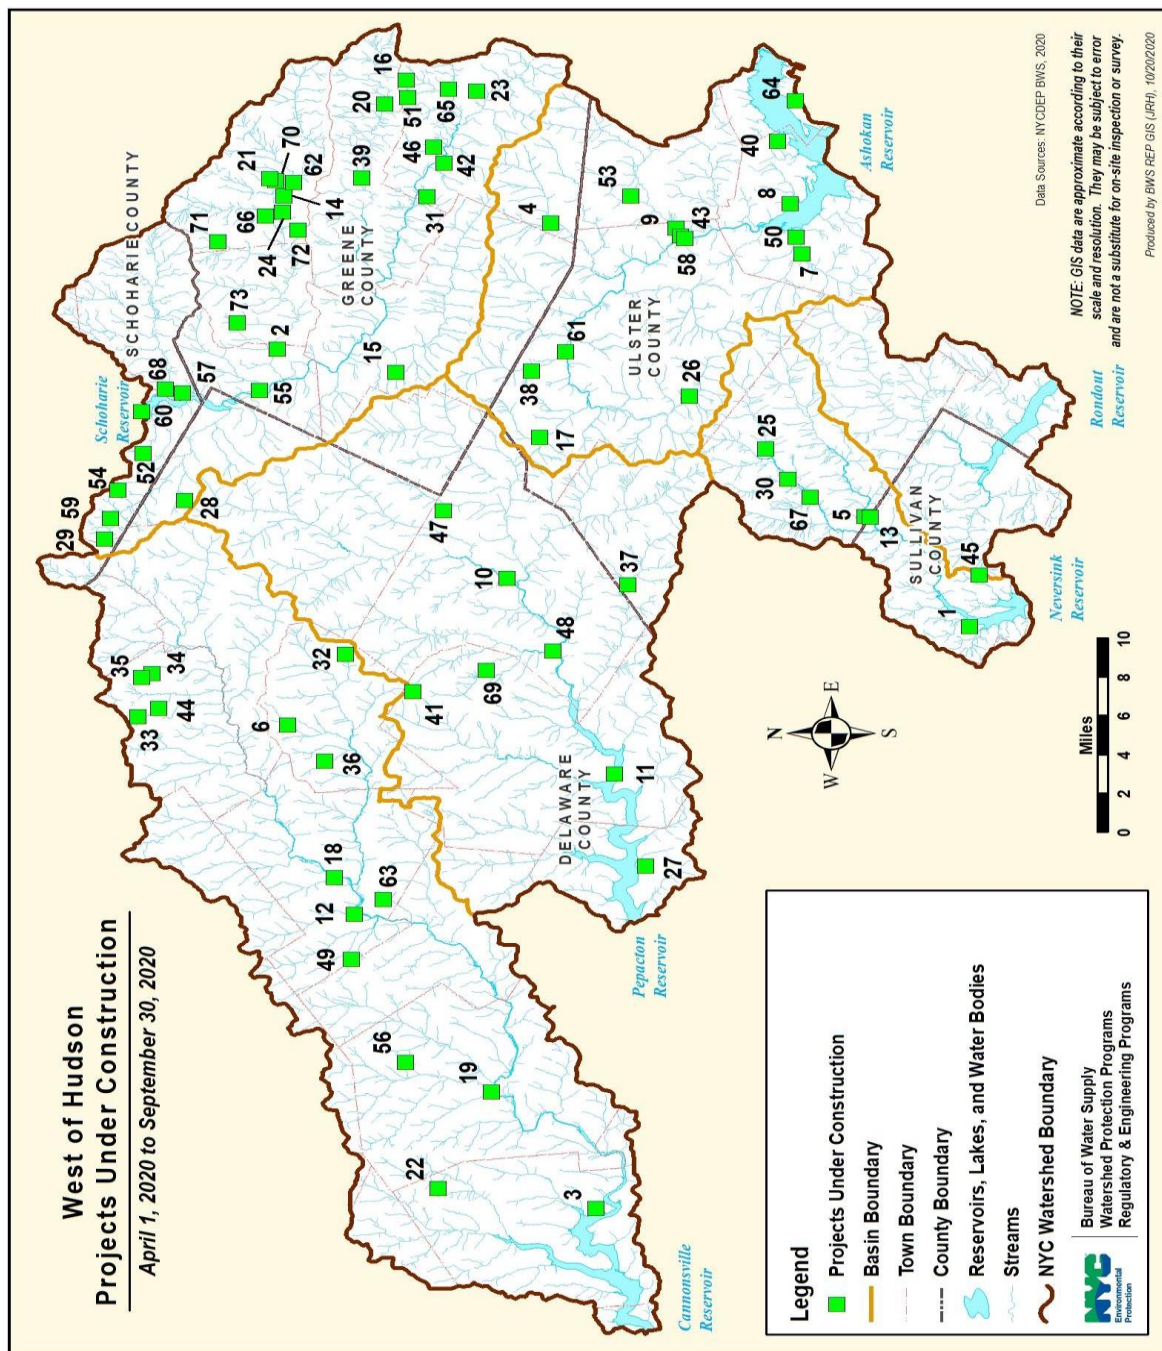 West of Hudson
Projects Under Construction
April 1, 2020 to September 30, 2020
29
59
54
52
28
Schoharie
Reservoir
60
68
57
SCHOHARIE COUNTY
55
2
73
71
66
24
72
21
70
62
14
39
GREENE
COUNTY
20
16
51
65
23
46
42
31
15
33
35
34
44
6
36
32
41
18
12
63
49
56
19
22
3
Cannonsville
Reservoir
47
10
48
69
37
11
27
DELAWARE
COUNTY
Pepacton
Reservoir
4
53
9
43
58
61
38
17
26
ULSTER
COUNTY
40
64
8
50
7
Ashokan
Reservoir
25
30
67
5
13
SULLIVAN
COUNTY
45
1
Neversink
Reservoir
Rondout
Reservoir
N
W
E
S
Miles
0 2 4 6 8 10
Legend
Projects Under Construction
Basin Boundary
Town Boundary
County Boundary
Reservoirs, Lakes, and Water Bodies
Streams
NYC Watershed Boundary
NYC
Environmental
Protection
Bureau of Water Supply
Watershed Protection Programs
Regulatory & Engineering Programs
Data Sources: NYCDEP BWS, 2020
NOTE: GIS data are approximate according to their
scale and resolution. They may be subject to error
and are not a substitute for on-site inspection or survey.
Produced by BWS REP GIS (JRH), 10/20/2020